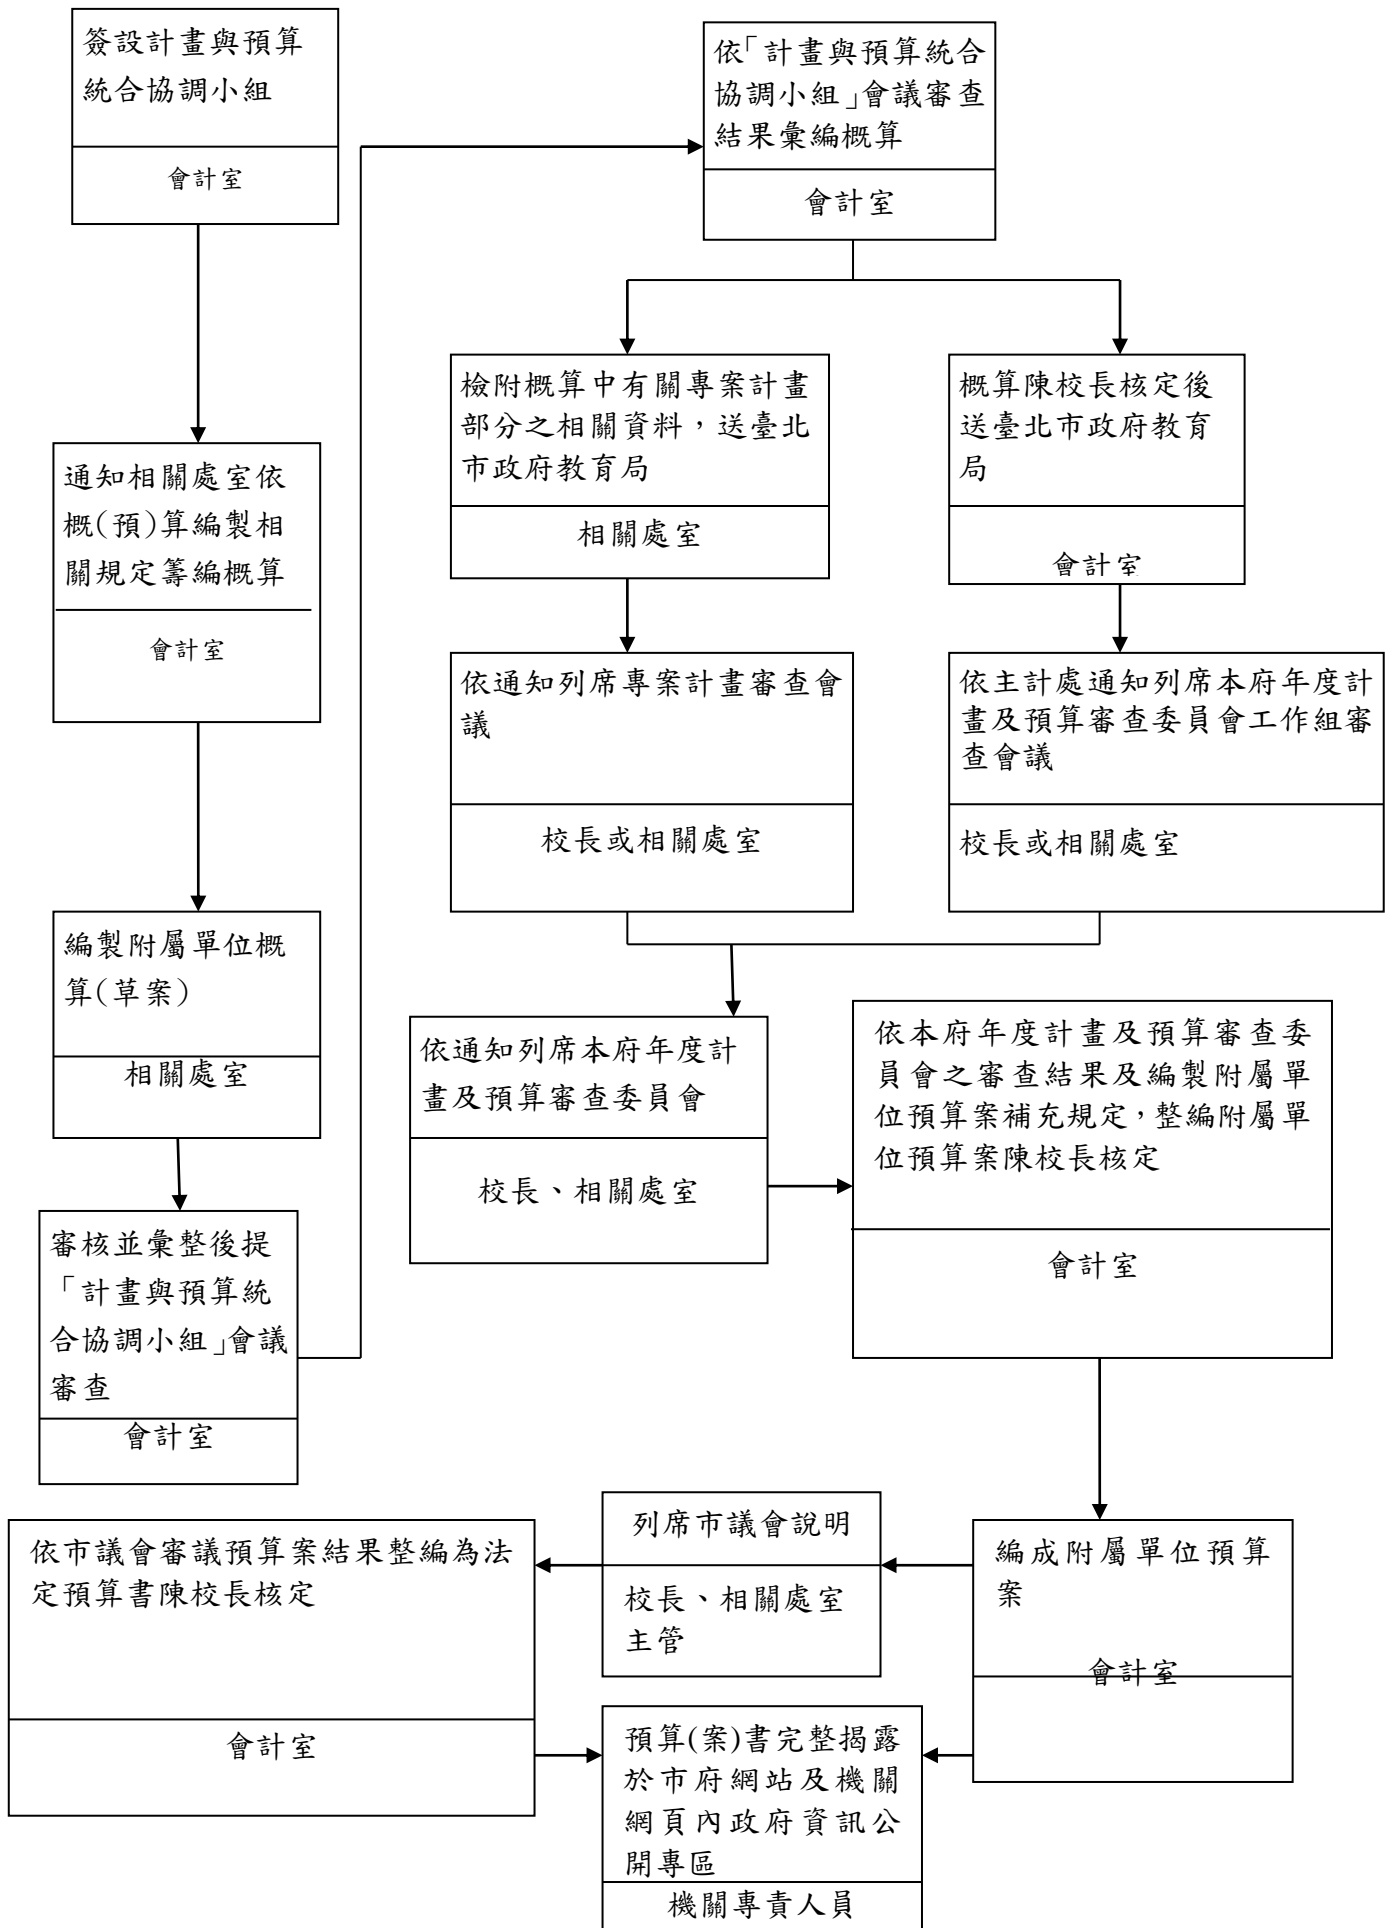 簽設計畫與預算
統合協調小組
會計室
通知相關處室依
概(預)算編製相
關規定籌編概算
會計室
編製附屬單位概
算(草案)
相關處室
審核並彙整後提
「計畫與預算統
合協調小組」會議
審查
會計室
依「計畫與預算統合
協調小組」會議審查
結果彙編概算
會計室
檢附概算中有關專案計畫
部分之相關資料，送臺北
市政府教育局
相關處室
概算陳校長核定後
送臺北市政府教育
局
會計室
依通知列席專案計畫審查會
議
校長或相關處室
依主計處通知列席本府年度計
畫及預算審查委員會工作組審
查會議
校長或相關處室
依通知列席本府年度計
畫及預算審查委員會
校長、相關處室
依本府年度計畫及預算審查委
員會之審查結果及編製附屬單
位預算案補充規定，整編附屬單
位預算案陳校長核定
會計室
編成附屬單位預算
案
會計室
列席市議會說明
校長、相關處室
主管
依市議會審議預算案結果整編為法
定預算書陳校長核定
會計室
預算(案)書完整揭露
於市府網站及機關
網頁內政府資訊公
開專區
機關專責人員